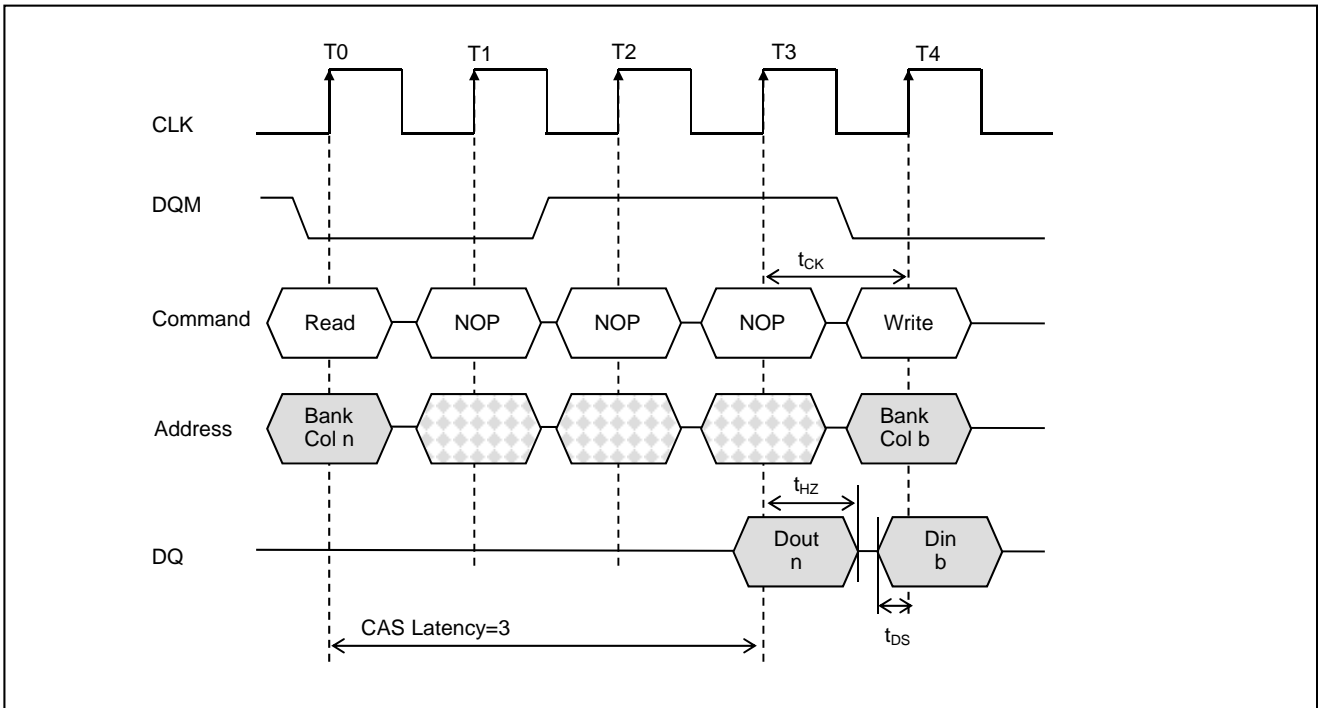 T0 T1 T2 T3 T4
CLK
DQM
tCK
Command Read NOP NOP NOP Write
Address Bank Col n Bank Col b
tHZ
DQ Dout n Din b
CAS Latency=3
tDS